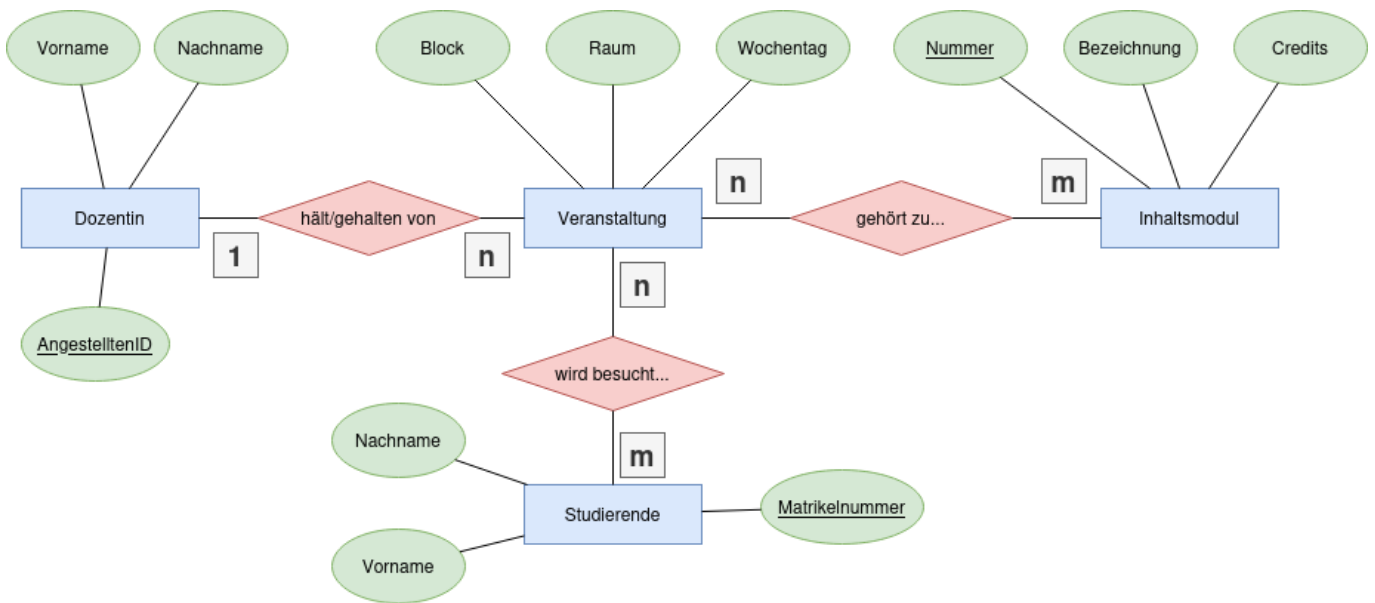 Vorname
Nachname
Block
Raum
Wochentag
Nummer
Bezeichnung
Credits
n
m
Dozentin
hält/gehalten von
Veranstaltung
gehört zu...
Inhaltsmodul
1
n
n
AngestelltenID
wird besucht...
Nachname
m
Studierende
Matrikelnummer
Vorname